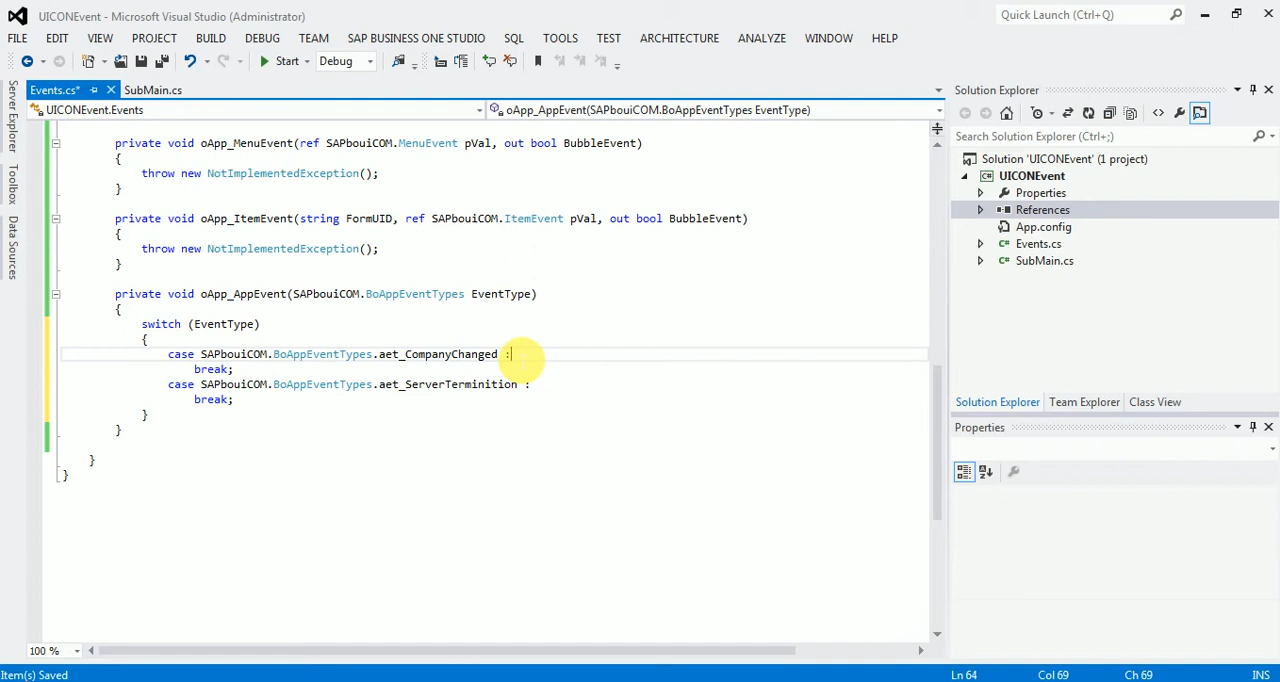 UICONEvent - Microsoft Visual Studio (Administrator)
Quick Launch (Ctrl+Q)
FILE EDIT VIEW PROJECT BUILD DEBUG TEAM SAP BUSINESS ONE STUDIO SQL TOOLS TEST ARCHITECTURE ANALYZE WINDOW HELP
Start Debug
Server Explorer
Toolbox
Data Sources
Events.cs* SubMain.cs
UICONEvent.Events oApp_AppEvent(SAPbouiCOM.BoAppEventTypes EventType)
private void oApp_MenuEvent(ref SAPbouiCOM.MenuEvent pVal, out bool BubbleEvent)
{
throw new NotImplementedException();
}
private void oApp_ItemEvent(string FormUID, ref SAPbouiCOM.ItemEvent pVal, out bool BubbleEvent)
{
throw new NotImplementedException();
}
private void oApp_AppEvent(SAPbouiCOM.BoAppEventTypes EventType)
{
switch (EventType)
{
case SAPbouiCOM.BoAppEventTypes.aet_CompanyChanged :
break;
case SAPbouiCOM.BoAppEventTypes.aet_ServerTerminition :
break;
}
}
}
}
100 %
Solution Explorer
Search Solution Explorer (Ctrl+;)
Solution 'UICONEvent' (1 project)
UICONEvent
Properties
References
App.config
Events.cs
SubMain.cs
Solution Explorer Team Explorer Class View
Properties
Item(s) Saved Ln 64 Col 69 Ch 69 INS